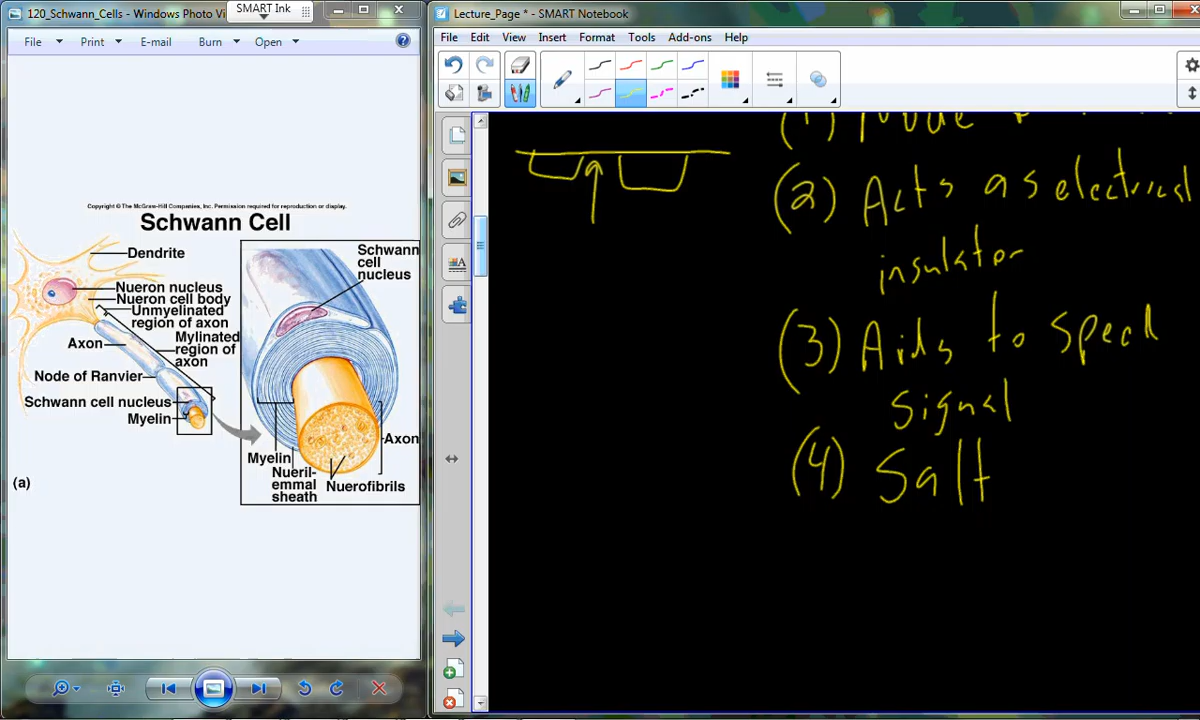 120_Schwann_Cells - Windows Photo Vi
SMART Ink
File Print E-mail Burn Open
Copyright © The McGraw-Hill Companies, Inc. Permission required for reproduction or display.
Schwann Cell
Dendrite
Nueron nucleus
Nueron cell body
Unmyelinated
region of axon
Mylinated
region of
axon
Axon
Node of Ranvier
Schwann cell nucleus
Myelin
(a)
Schwann
cell
nucleus
Axon
Myelin
Nueril-
emmal
sheath
Nuerofibrils
Lecture_Page * - SMART Notebook
File Edit View Insert Format Tools Add-ons Help
(1) Node
(2) Acts as electrical
insulator
(3) Aids to speed
signal
(4) Salt